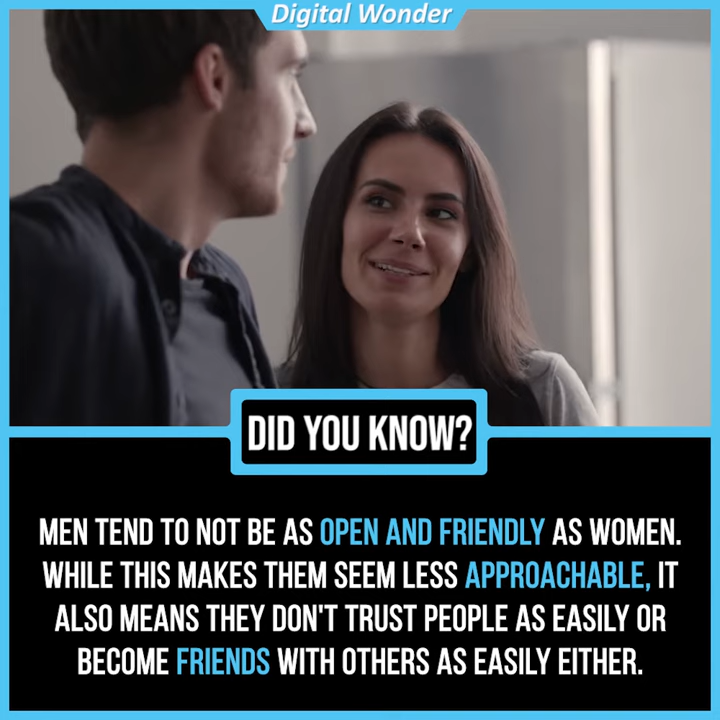 Digital Wonder
DID YOU KNOW?
MEN TEND TO NOT BE AS OPEN AND FRIENDLY AS WOMEN.
WHILE THIS MAKES THEM SEEM LESS APPROACHABLE, IT
ALSO MEANS THEY DON'T TRUST PEOPLE AS EASILY OR
BECOME FRIENDS WITH OTHERS AS EASILY EITHER.